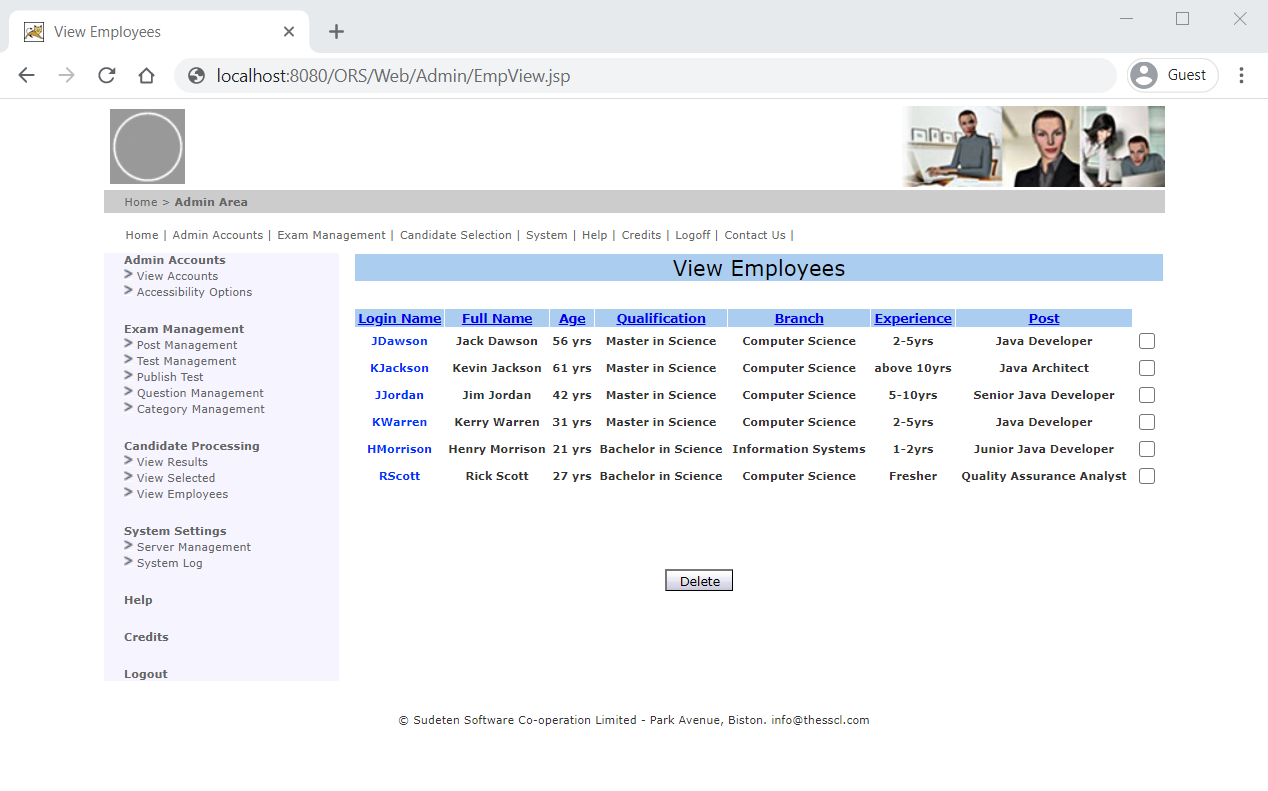 View Employees
localhost:8080/ORS/Web/Admin/EmpView.jsp
Guest
Home > Admin Area
Home | Admin Accounts | Exam Management | Candidate Selection | System | Help | Credits | Logoff | Contact Us |
Admin Accounts
> View Accounts
> Accessibility Options
Exam Management
> Post Management
> Test Management
> Publish Test
> Question Management
> Category Management
Candidate Processing
> View Results
> View Selected
> View Employees
System Settings
> Server Management
> System Log
Help
Credits
Logout
View Employees
Login Name Full Name Age Qualification Branch Experience Post
JDawson Jack Dawson 56 yrs Master in Science Computer Science 2-5yrs Java Developer
KJackson Kevin Jackson 61 yrs Master in Science Computer Science above 10yrs Java Architect
JJordan Jim Jordan 42 yrs Master in Science Computer Science 5-10yrs Senior Java Developer
KWarren Kerry Warren 31 yrs Master in Science Computer Science 2-5yrs Java Developer
HMorrison Henry Morrison 21 yrs Bachelor in Science Information Systems 1-2yrs Junior Java Developer
RScott Rick Scott 27 yrs Bachelor in Science Computer Science Fresher Quality Assurance Analyst
Delete
© Sudeten Software Co-operation Limited - Park Avenue, Biston. info@thesscl.com